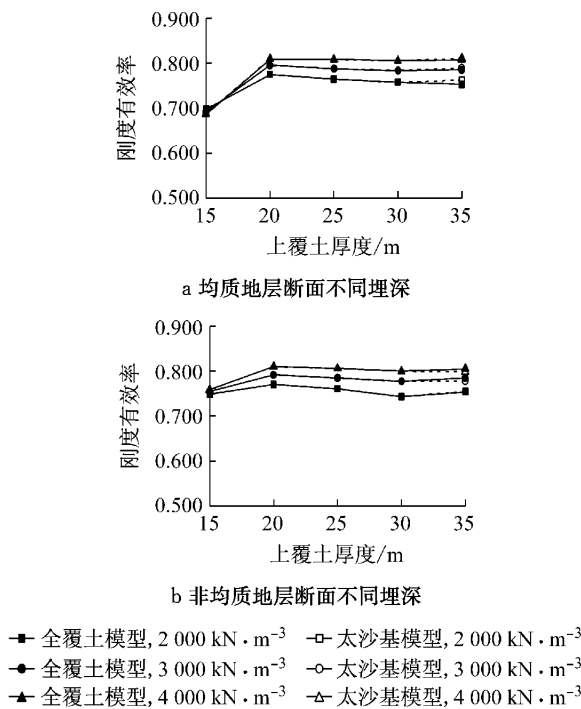 0.900
0.800
0.700
0.600
0.500
刚度有效率
15 20 25 30 35
上覆土厚度/m
a 均质地层断面不同埋深
0.900
0.800
0.700
0.600
0.500
刚度有效率
15 20 25 30 35
上覆土厚度/m
b 非均质地层断面不同埋深
全覆土模型, 2 000 kN·m⁻³ 太沙基模型, 2 000 kN·m⁻³
全覆土模型, 3 000 kN·m⁻³ 太沙基模型, 3 000 kN·m⁻³
全覆土模型, 4 000 kN·m⁻³ 太沙基模型, 4 000 kN·m⁻³